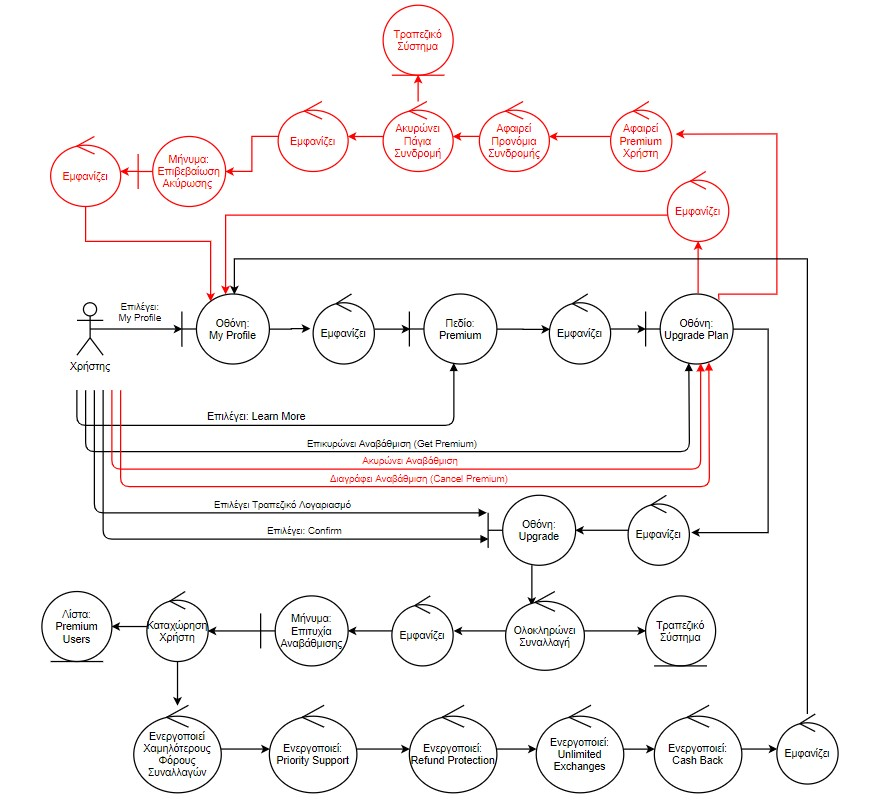 Τραπεζικό
Σύστημα
Εμφανίζει
Μήνυμα:
Επιβεβαίωση
Ακύρωσης
Εμφανίζει
Ακυρώνει
Πάγια
Συνδρομή
Αφαιρεί
Προνόμια
Συνδρομής
Αφαιρεί
Premium
Χρήστη
Εμφανίζει
Επιλέγει:
My Profile
Χρήστης
Οθόνη:
My Profile
Εμφανίζει
Πεδίο:
Premium
Εμφανίζει
Οθόνη:
Upgrade Plan
Επιλέγει: Learn More
Επικυρώνει Αναβάθμιση (Get Premium)
Ακυρώνει Αναβάθμιση
Διαγράφει Αναβάθμιση (Cancel Premium)
Επιλέγει Τραπεζικό Λογαριασμό
Επιλέγει: Confirm
Οθόνη:
Upgrade
Εμφανίζει
Λίστα:
Premium
Users
Καταχώρηση
Χρήστη
Μήνυμα:
Επιτυχία
Αναβάθμισης
Εμφανίζει
Ολοκληρώνει
Συναλλαγή
Τραπεζικό
Σύστημα
Ενεργοποιεί
Χαμηλότερους
Φόρους
Συναλλαγών
Ενεργοποιεί:
Priority Support
Ενεργοποιεί:
Refund Protection
Ενεργοποιεί:
Unlimited
Exchanges
Ενεργοποιεί:
Cash Back
Εμφανίζει